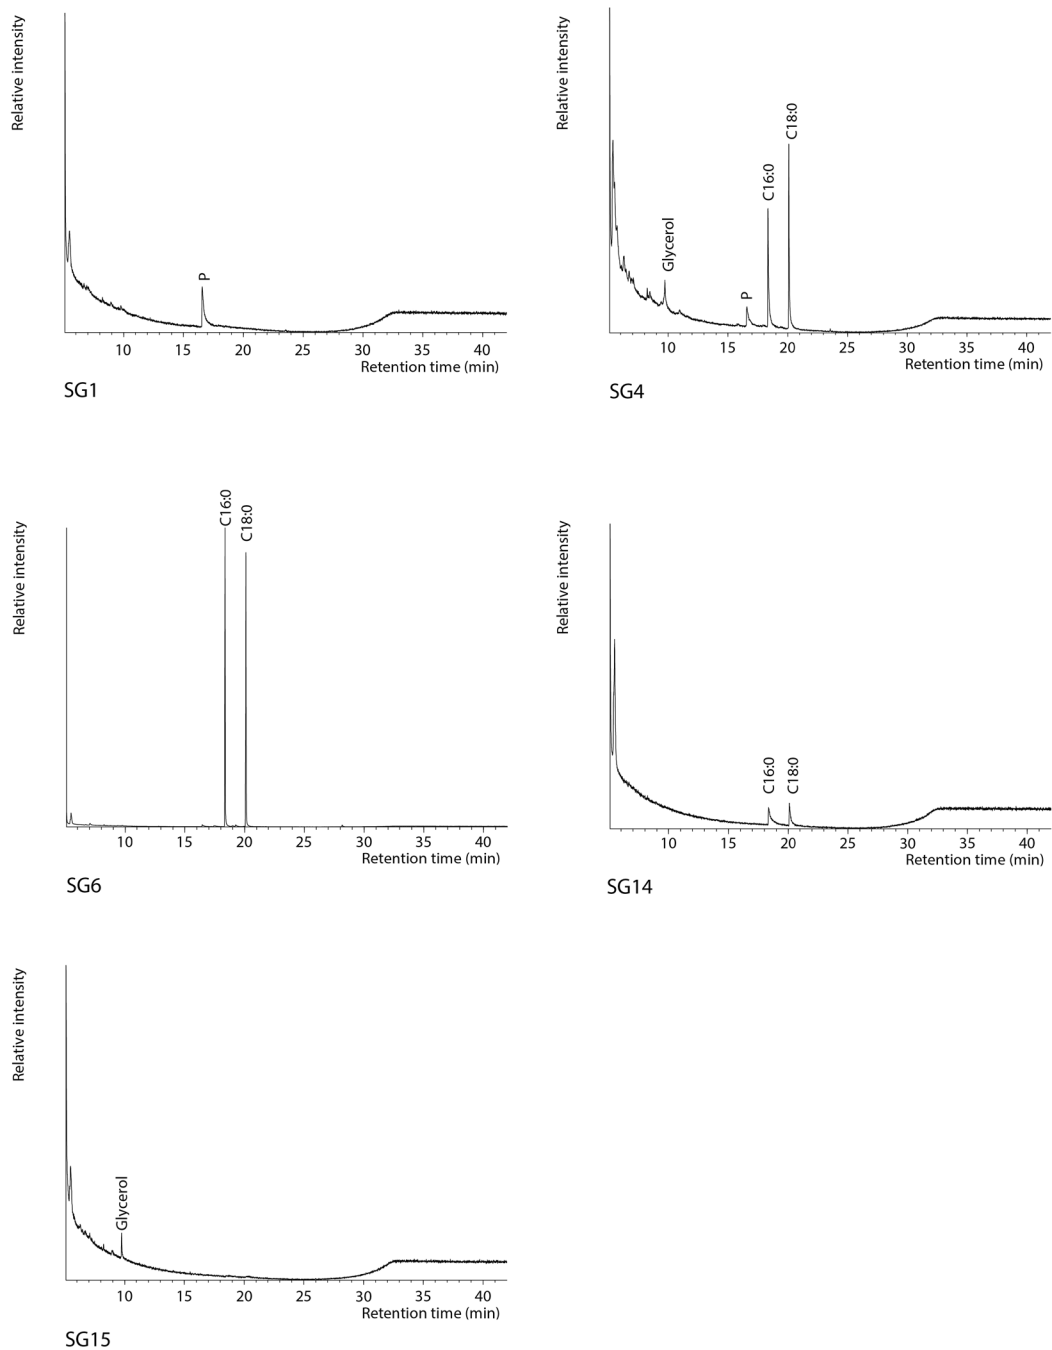 Relative intensity
P
10 15 20 25 30 35 40
Retention time (min)
SG1
Relative intensity
Glycerol
P
C16:0
C18:0
10 15 20 25 30 35 40
Retention time (min)
SG4
Relative intensity
C16:0
C18:0
10 15 20 25 30 35 40
Retention time (min)
SG6
Relative intensity
C16:0
C18:0
10 15 20 25 30 35 40
Retention time (min)
SG14
Relative intensity
Glycerol
10 15 20 25 30 35 40
Retention time (min)
SG15